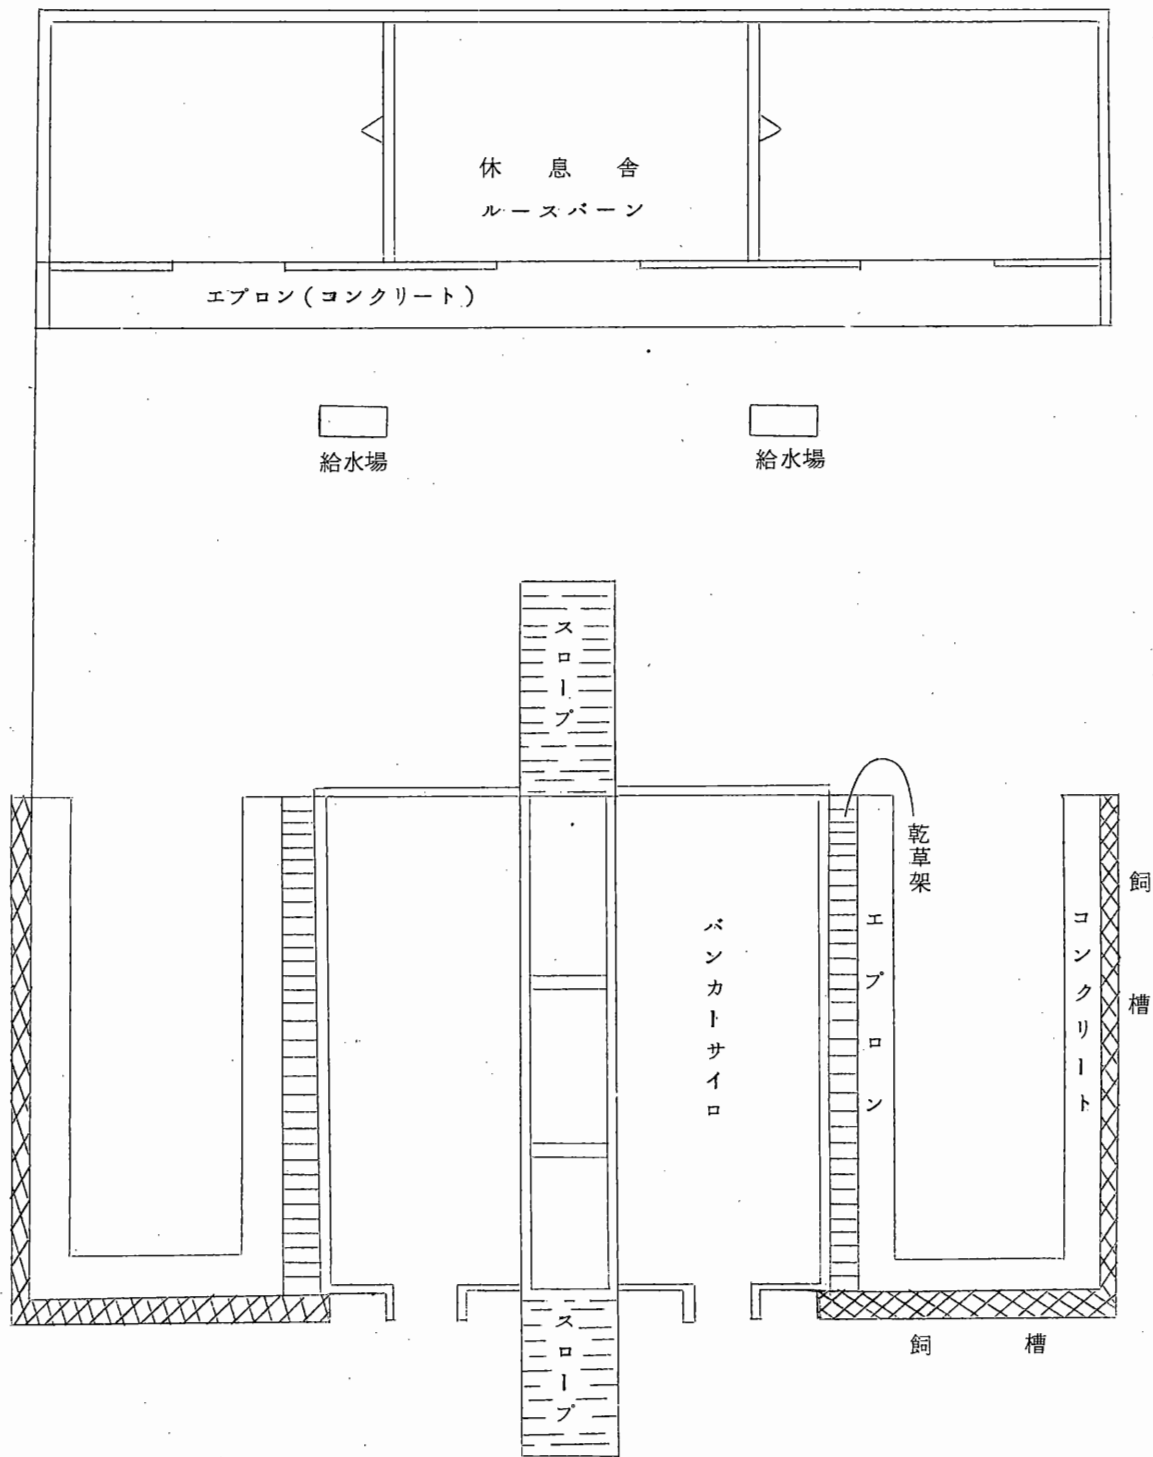 休息舎
ルースバーン
エプロン(コンクリート)
給水場
給水場
スロープ
乾草架
飼槽
エプロン
コンクリート
バンカトサイロ
スロープ
飼槽